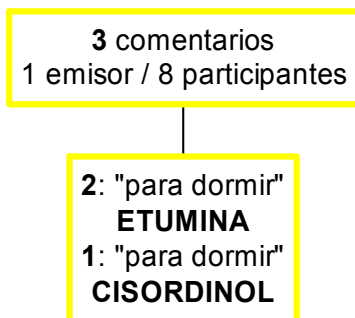 3 comentarios
1 emisor / 8 participantes
2: "para dormir"
ETUMINA
1: "para dormir"
CISORDINOL